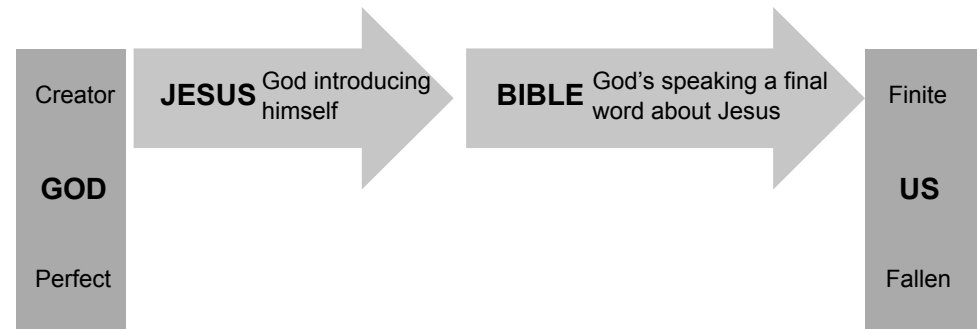 Creator
GOD
Perfect
JESUS God introducing
himself
BIBLE God’s speaking a final
word about Jesus
Finite
US
Fallen